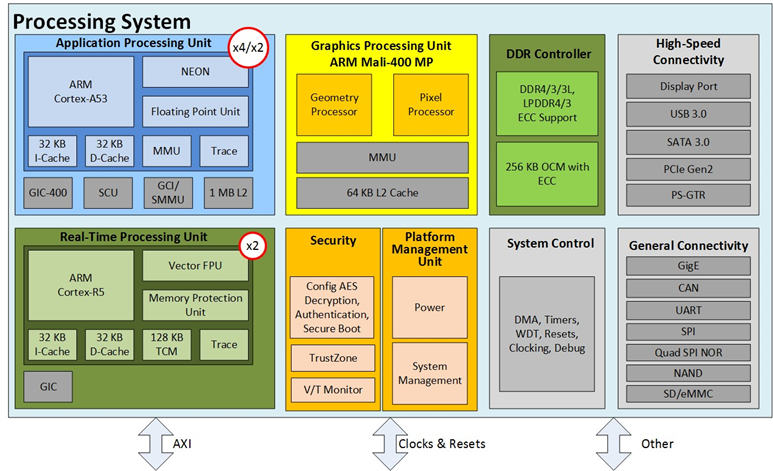 Processing System
Application Processing Unit
x4/x2
ARM
Cortex-A53
NEON
Floating Point Unit
32 KB
I-Cache
32 KB
D-Cache
MMU
Trace
GIC-400
SCU
GCI/
SMMU
1 MB L2
Graphics Processing Unit
ARM Mali-400 MP
Geometry
Processor
Pixel
Processor
MMU
64 KB L2 Cache
DDR Controller
DDR4/3/3L,
LPDDR4/3
ECC Support
256 KB OCM with
ECC
High-Speed
Connectivity
Display Port
USB 3.0
SATA 3.0
PCIe Gen2
PS-GTR
Real-Time Processing Unit
x2
ARM
Cortex-R5
Vector FPU
Memory Protection
Unit
32 KB
I-Cache
32 KB
D-Cache
128 KB
TCM
Trace
GIC
Security
Config AES
Decryption,
Authentication,
Secure Boot
TrustZone
V/T Monitor
Platform
Management
Unit
Power
System
Management
System Control
DMA, Timers,
WDT, Resets,
Clocking, Debug
General Connectivity
GigE
CAN
UART
SPI
Quad SPI NOR
NAND
SD/eMMC
AXI
Clocks & Resets
Other